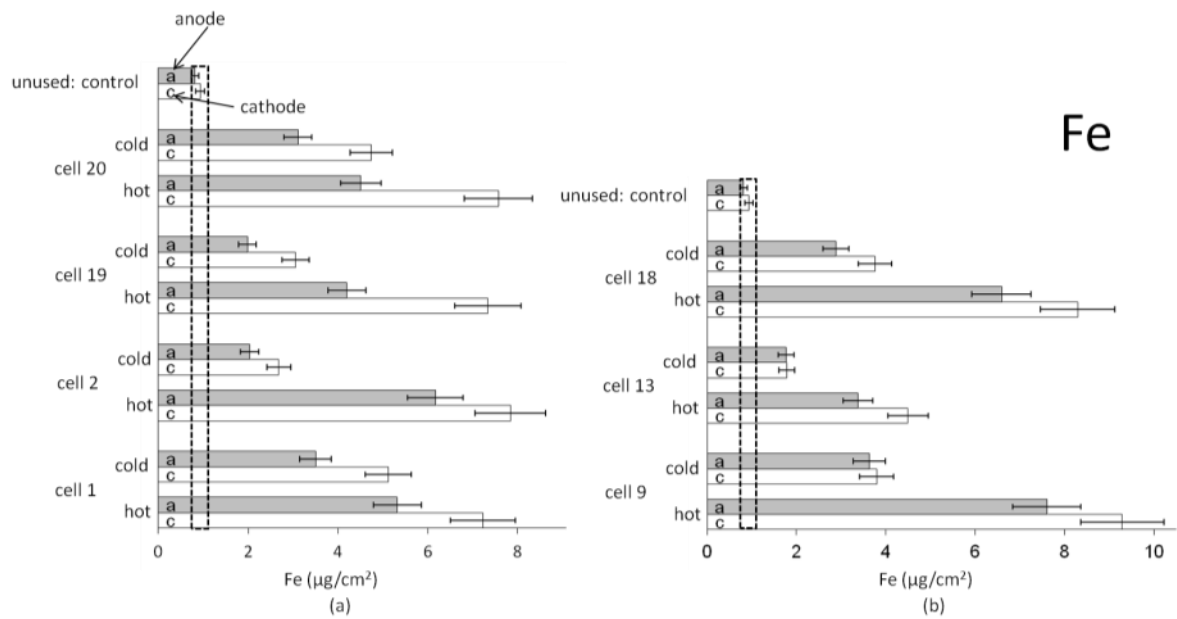 anode
a
unused: control
c
cathode
cold
a
c
cell 20
hot
a
c
cold
a
c
cell 19
hot
a
c
cold
a
c
cell 2
hot
a
c
cold
a
c
cell 1
hot
a
c
0 2 4 6 8
Fe (µg/cm²)
(a)
Fe
a
unused: control
c
cold
a
c
cell 18
hot
a
c
cold
a
c
cell 13
hot
a
c
cold
a
c
cell 9
hot
a
c
0 2 4 6 8 10
Fe (µg/cm²)
(b)